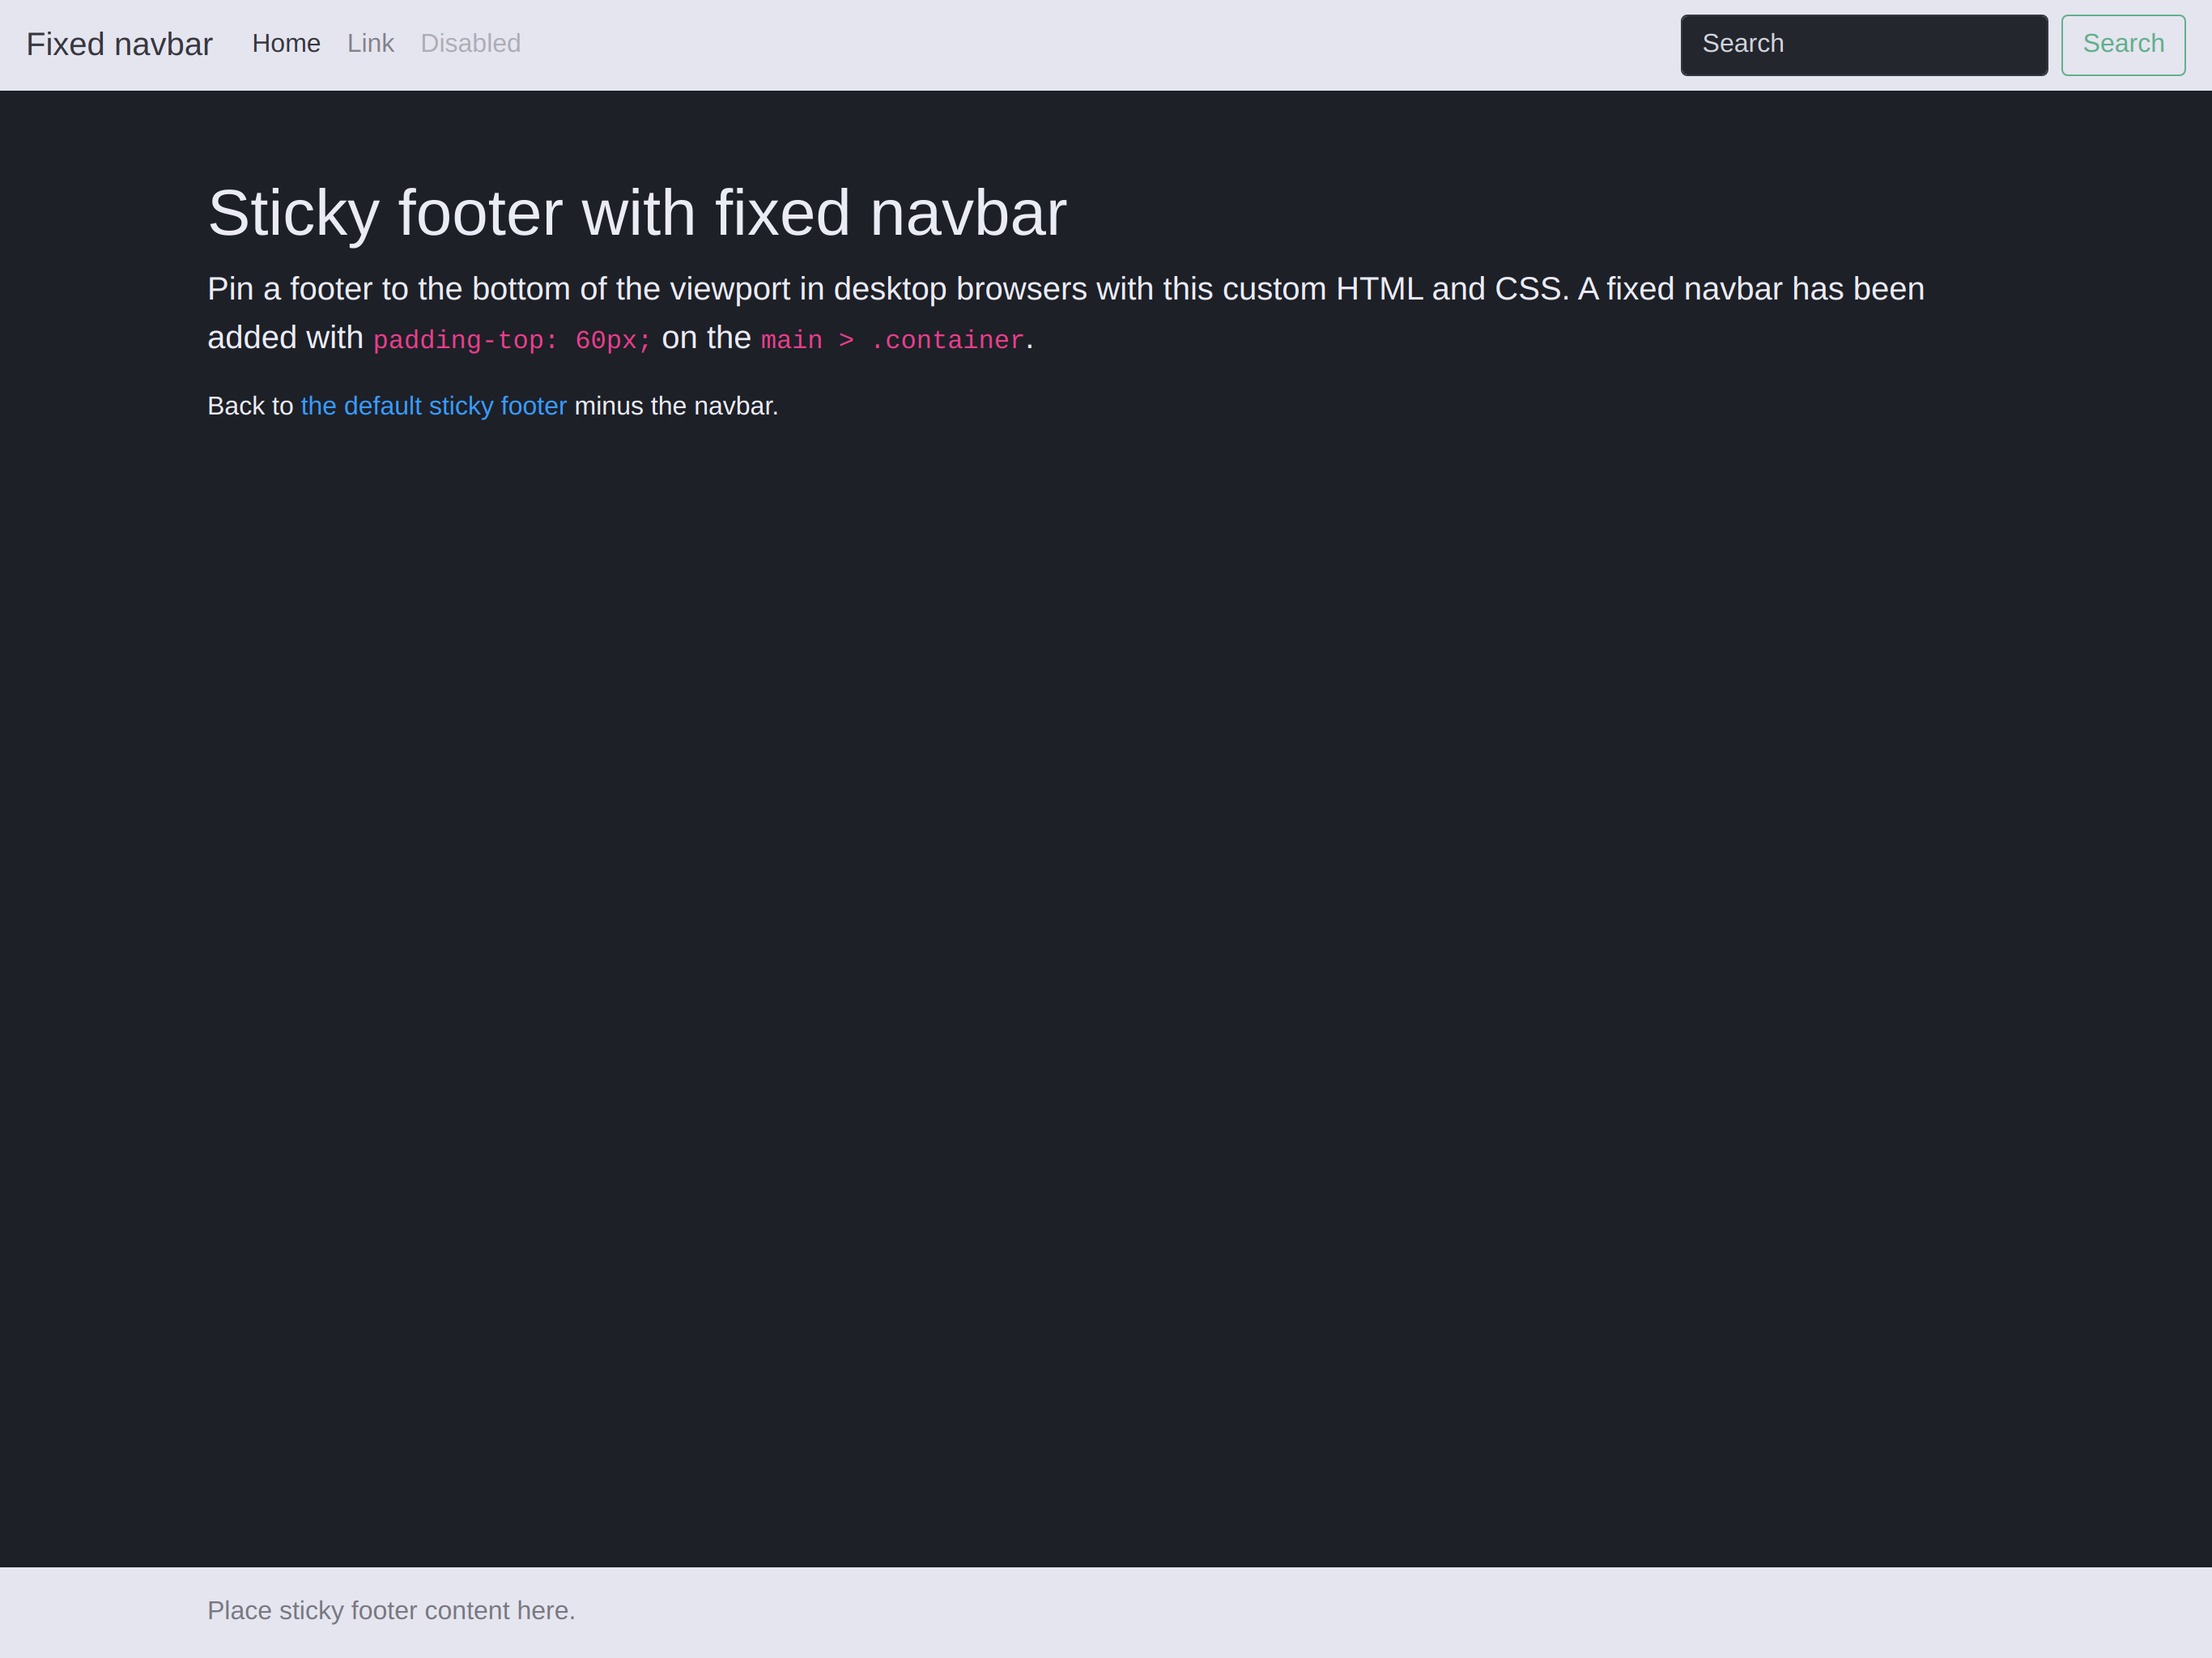 Fixed navbar Home Link Disabled Search Search
Sticky footer with fixed navbar
Pin a footer to the bottom of the viewport in desktop browsers with this custom HTML and CSS. A fixed navbar has been
added with padding-top: 60px; on the main > .container.
Back to the default sticky footer minus the navbar.
Place sticky footer content here.